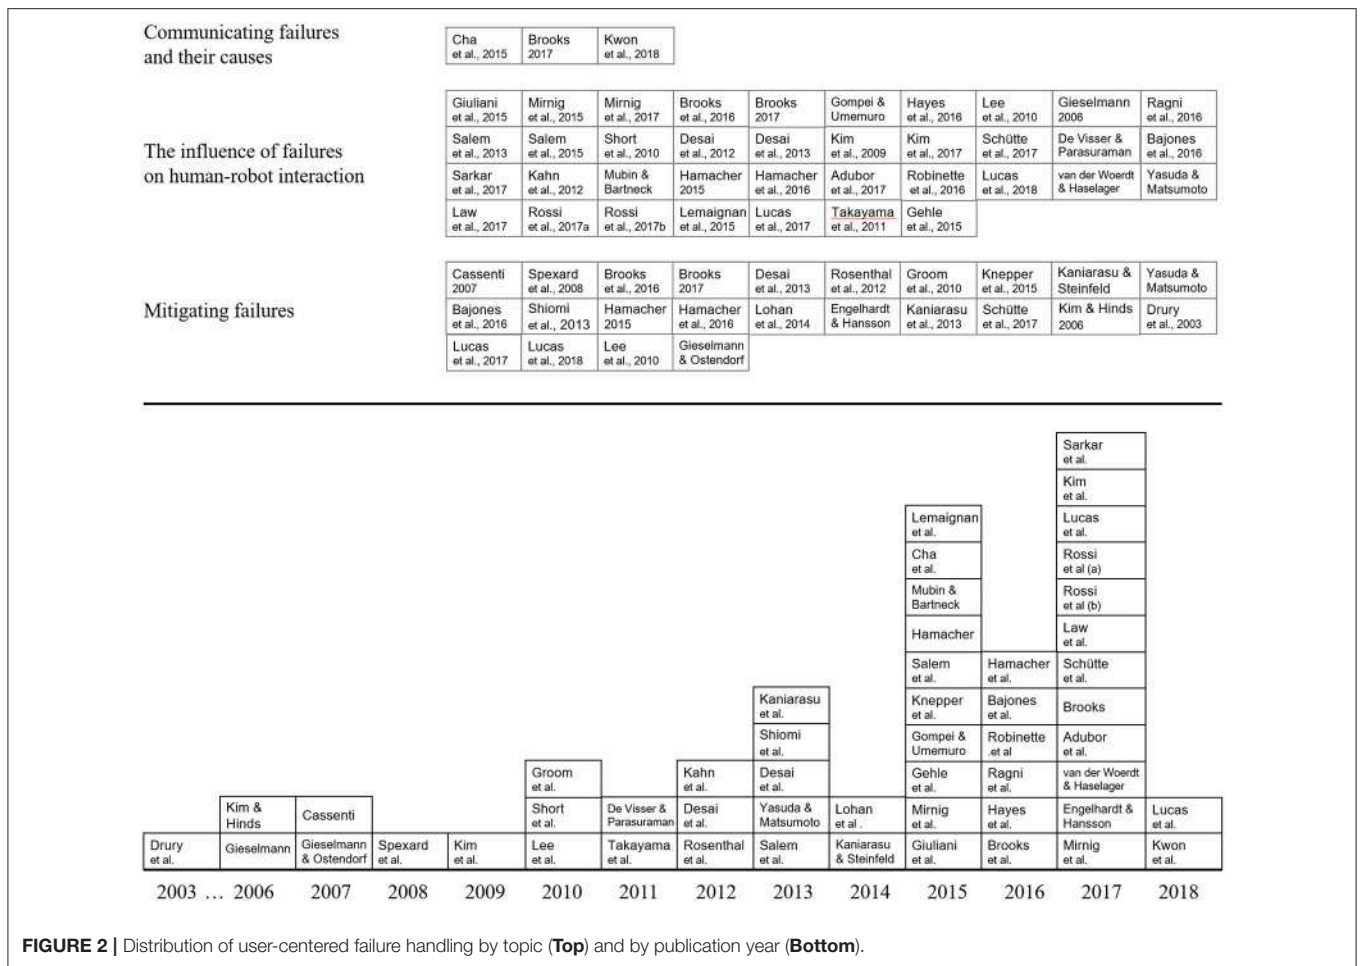 Communicating failures
and their causes
Cha
et al., 2015
Brooks
2017
Kwon
et al., 2018
The influence of failures
on human-robot interaction
Giuliani
et al., 2015
Mirnig
et al., 2015
Mirnig
et al., 2017
Brooks
et al., 2016
Brooks
2017
Gompei &
Umemuro
Hayes
et al., 2016
Lee
et al., 2010
Gieselmann
2006
Ragni
et al., 2016
Salem
et al., 2013
Salem
et al., 2015
Short
et al., 2010
Desai
et al., 2012
Desai
et al., 2013
Kim
et al., 2009
Kim
et al., 2017
Schütte
et al., 2017
De Visser &
Parasuraman
Bajones
et al., 2016
Sarkar
et al., 2017
Kahn
et al., 2012
Mubin &
Bartneck
Hamacher
2015
Hamacher
et al., 2016
Adubor
et al., 2017
Robinette
et al., 2016
Lucas
et al., 2018
van der Woerdt
& Haselager
Yasuda &
Matsumoto
Law
et al., 2017
Rossi
et al., 2017a
Rossi
et al., 2017b
Lemaignan
et al., 2015
Lucas
et al., 2017
Takayama
et al., 2011
Gehle
et al., 2015
Mitigating failures
Cassenti
2007
Spexard
et al., 2008
Brooks
et al., 2016
Brooks
2017
Desai
et al., 2013
Rosenthal
et al., 2012
Groom
et al., 2010
Knepper
et al., 2015
Kaniarasu &
Steinfeld
Yasuda &
Matsumoto
Bajones
et al., 2016
Shiomi
et al., 2013
Hamacher
2015
Hamacher
et al., 2016
Lohan
et al., 2014
Engelhardt
& Hansson
Kaniarasu
et al., 2013
Schütte
et al., 2017
Kim & Hinds
2006
Drury
et al., 2003
Lucas
et al., 2017
Lucas
et al., 2018
Lee
et al., 2010
Gieselmann
& Ostendorf
Sarkar
et al.
Kim
et al.
Lemaignan
et al.
Lucas
et al.
Cha
et al.
Rossi
et al (a)
Mubin &
Bartneck
Rossi
et al (b)
Hamacher
Law
et al.
Salem
et al.
Hamacher
et al.
Schütte
et al.
Kaniarasu
et al.
Knepper
et al.
Bajones
et al.
Brooks
Shiomi
et al.
Gompei &
Umemuro
Robinette
.et al
Adubor
et al.
Groom
et al.
Kahn
et al.
Desai
et al.
Gehle
et al.
Ragni
et al.
van der Woerdt
& Haselager
Kim &
Hinds
Cassenti
Short
et al.
De Visser &
Parasuraman
Desai
et al.
Yasuda &
Matsumoto
Lohan
et al .
Mirnig
et al.
Hayes
et al.
Engelhardt &
Hansson
Lucas
et al.
Drury
et al.
Gieselmann
Gieselmann
& Ostendorf
Spexard
et al.
Kim
et al.
Lee
et al.
Takayama
et al.
Rosenthal
et al.
Salem
et al.
Kaniarasu
& Steinfeld
Giuliani
et al.
Brooks
et al.
Mirnig
et al.
Kwon
et al.
2003 ... 2006 2007 2008 2009 2010 2011 2012 2013 2014 2015 2016 2017 2018
FIGURE 2 | Distribution of user-centered failure handling by topic (Top) and by publication year (Bottom).